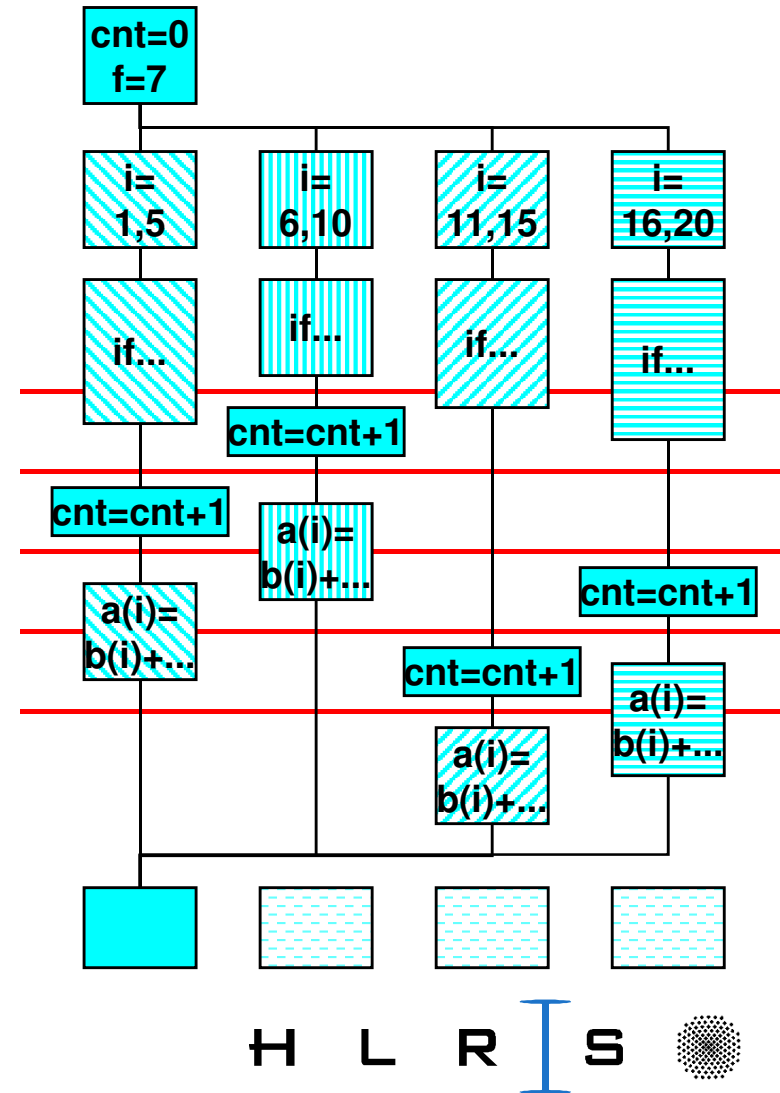 cnt=0
f=7
i=
1,5
i=
6,10
i=
11,15
i=
16,20
if...
if...
if...
if...
cnt=cnt+1
cnt=cnt+1
a(i)=
b(i)+...
cnt=cnt+1
a(i)=
b(i)+...
cnt=cnt+1
a(i)=
b(i)+...
a(i)=
b(i)+...
H L R I S